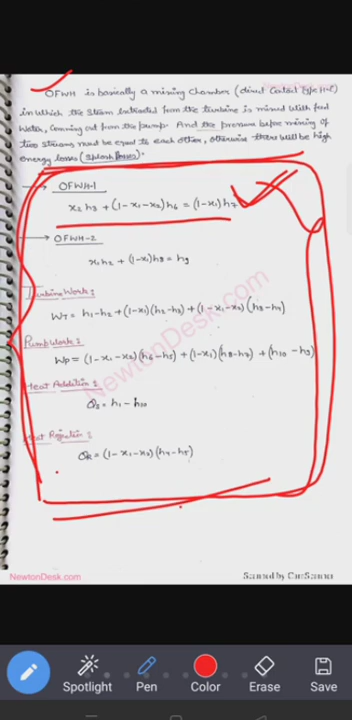 OFWH is basically a mixing chamber (direct Contact Type H.E)
in which the steam extracted from the turbine is mixed with feed
water, Coming out from the pump. And the pressure before mixing of
two streams must be equal to each other, otherwise there will be high
energy losses (splash losses).
→ OFWH-1
x₂h₃ + (1-x₁-x₂)h₆ = (1-x₁)h₇
→ OFWH-2
x₁h₂ + (1-x₁)h₈ = h₉
Turbine Work:
W_T = h₁-h₂ + (1-x₁)(h₂-h₃) + (1-x₁-x₂)(h₃-h₄)
Pump Work:
W_P = (1-x₁-x₂)(h₆-h₅) + (1-x₁)(h₈-h₇) + (h₁₀-h₉)
Heat Addition:
Qs = h₁ - h₁₀
Heat Rejection:
Q_R = (1-x₁-x₂)(h₄-h₅)
NewtonDesk.com
NewtonDesk.com
Scanned by CamScanner
Spotlight Pen Color Erase Save